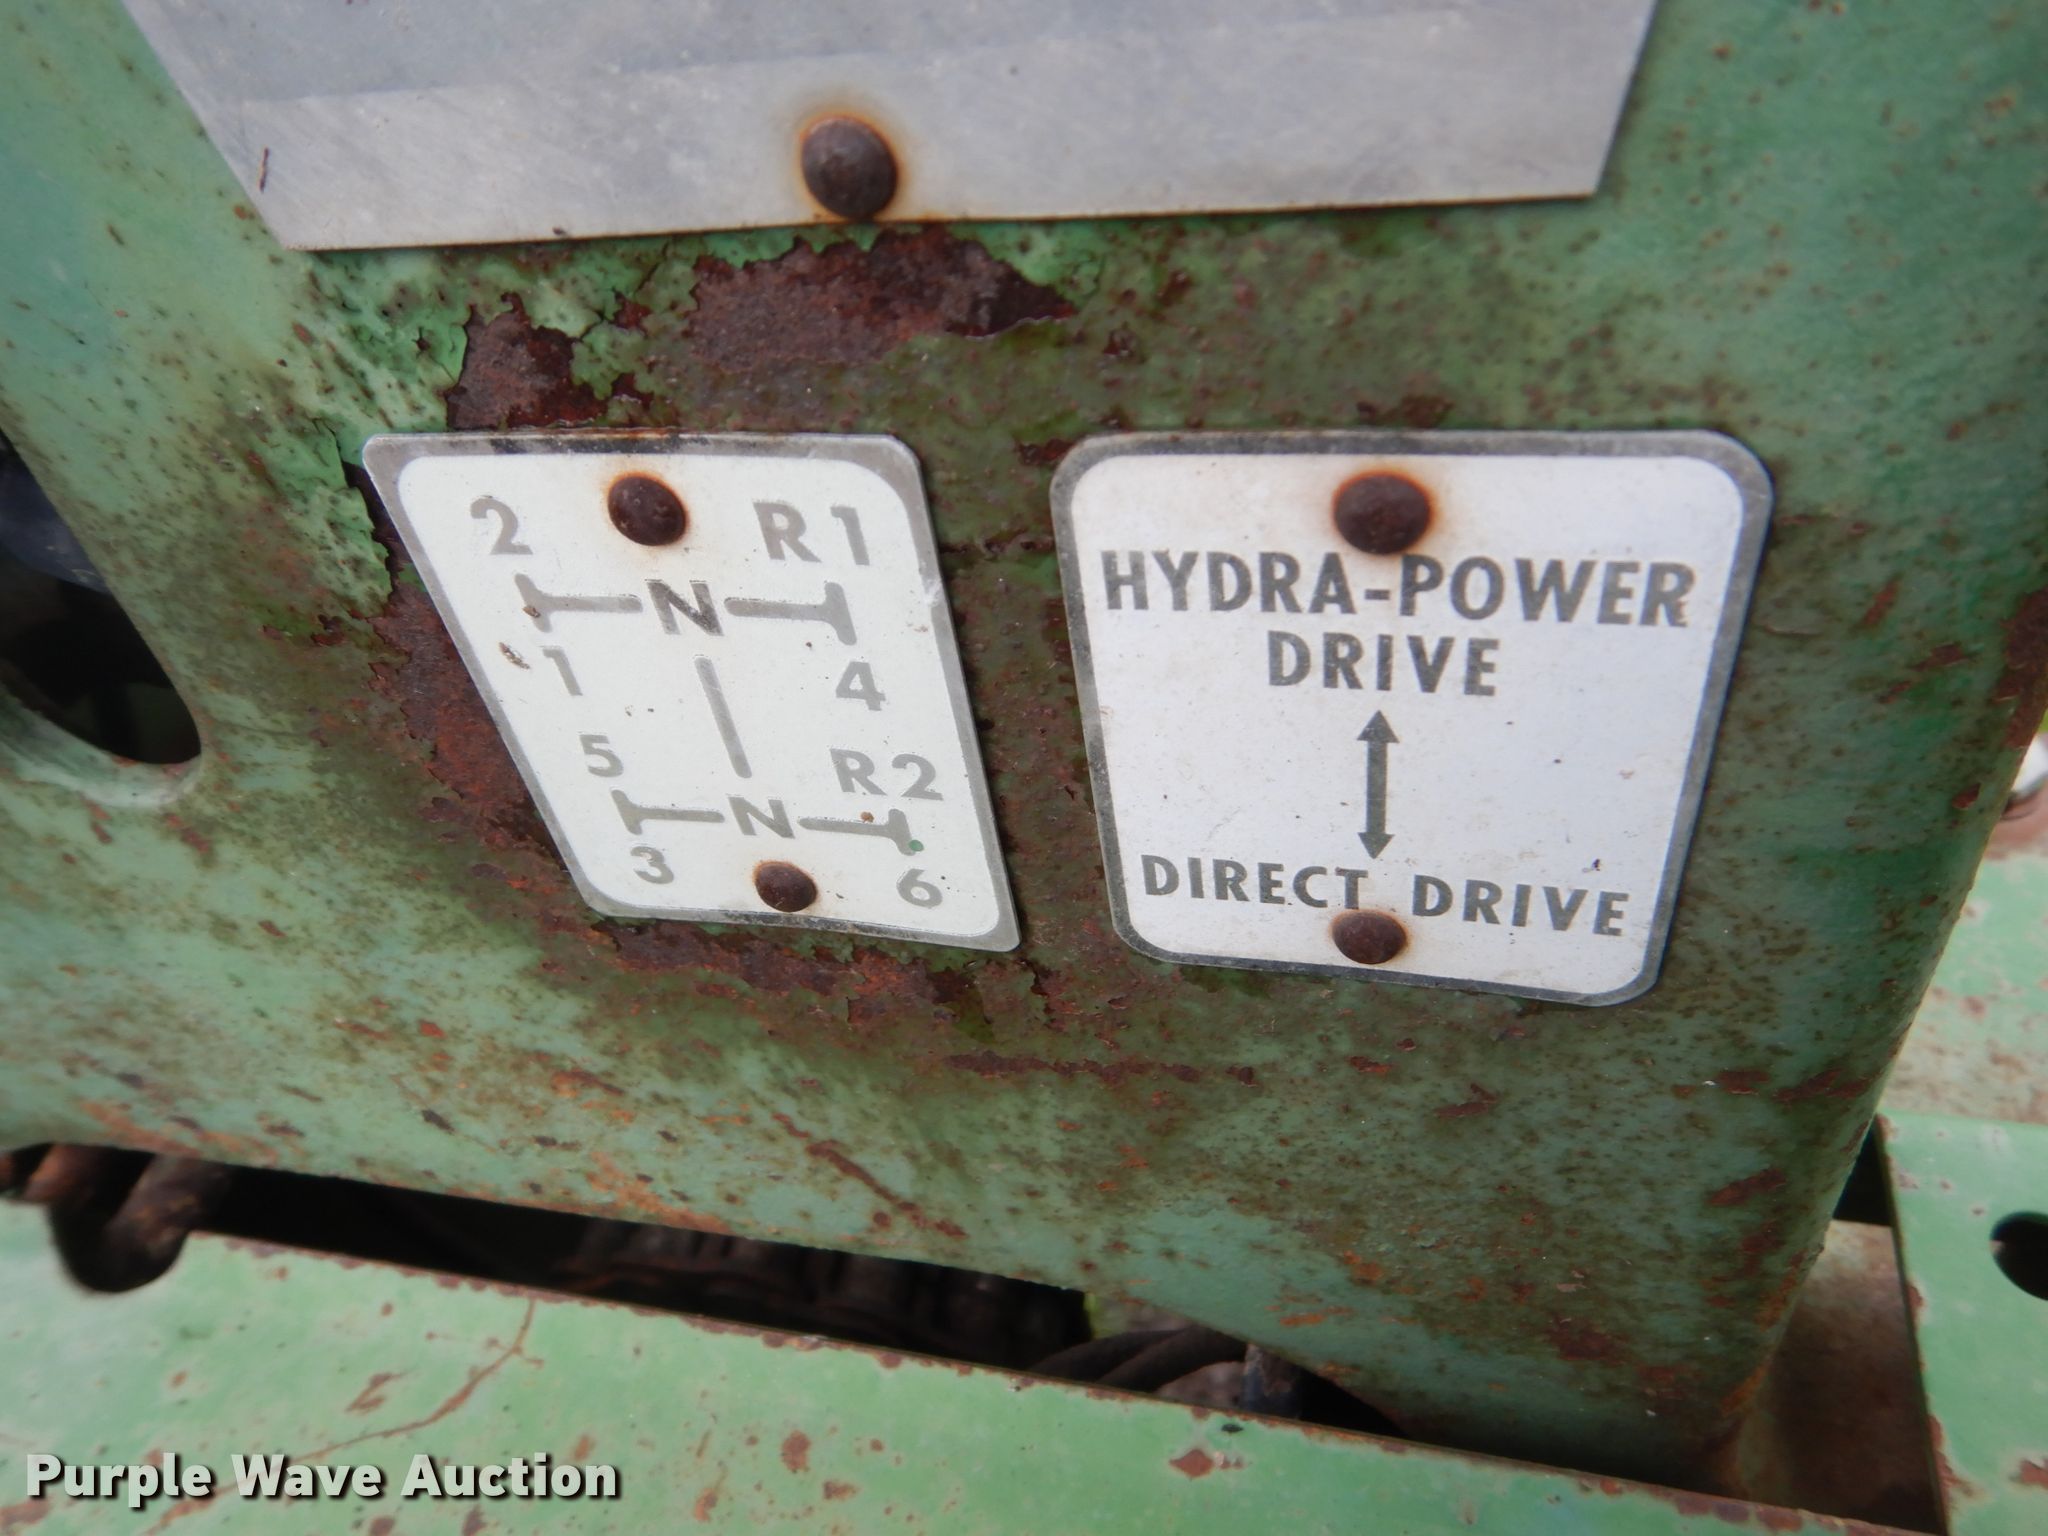 2 R1
N
1 4
5 R2
N
3 6
HYDRA-POWER
DRIVE
DIRECT DRIVE
Purple Wave Auction